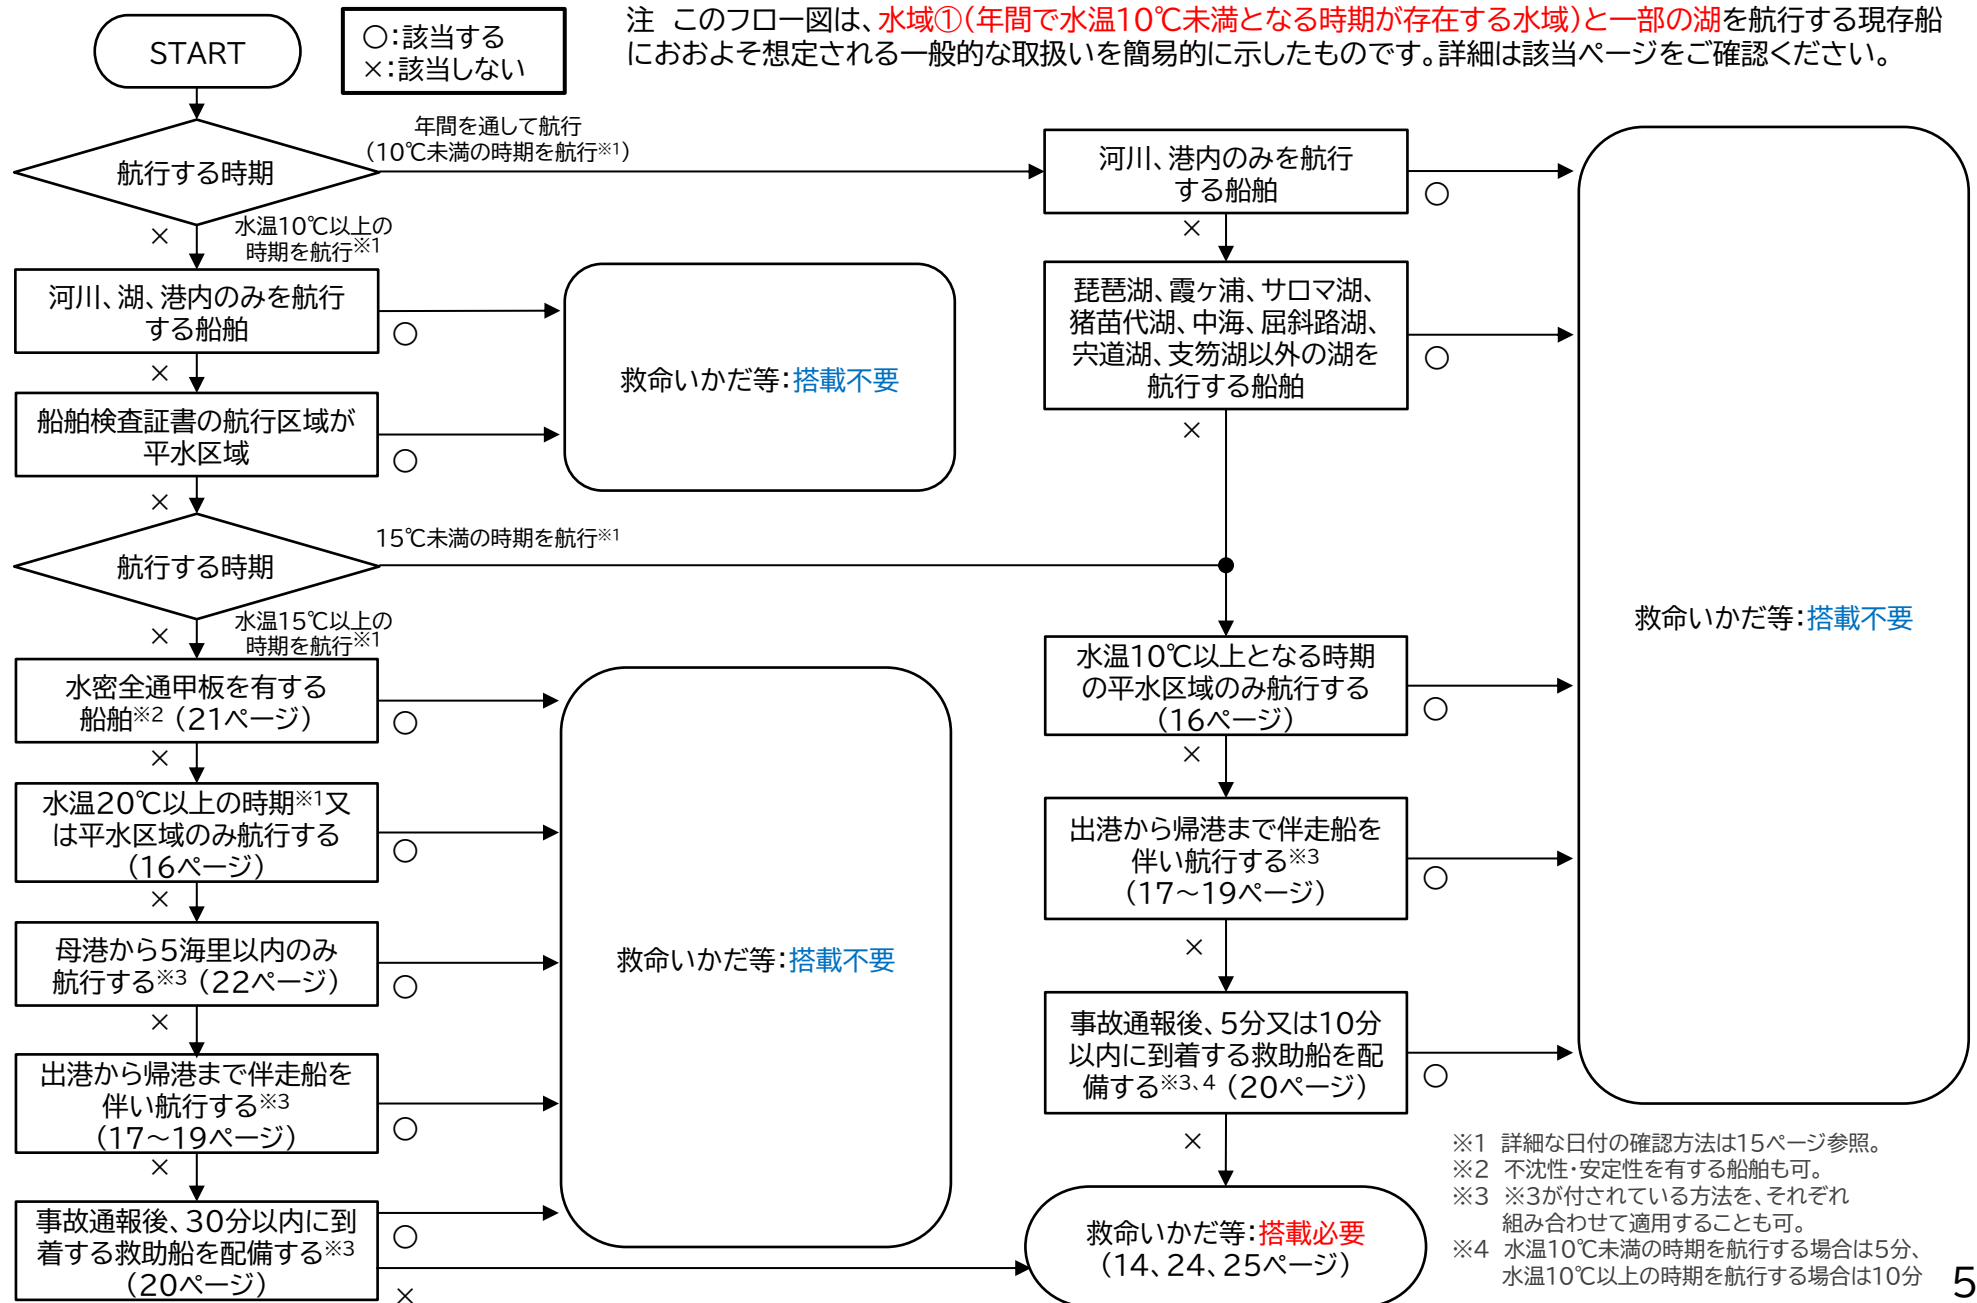 START
○:該当する
×:該当しない
注　このフロー図は、水域①(年間で水温10℃未満となる時期が存在する水域)と一部の湖を航行する現存船
におおよそ想定される一般的な取扱いを簡易的に示したものです。詳細は該当ページをご確認ください。
航行する時期
年間を通して航行
(10℃未満の時期を航行※1)
×
水温10℃以上の
時期を航行※1
河川、湖、港内のみを航行
する船舶
○
×
船舶検査証書の航行区域が
平水区域
○
×
救命いかだ等:搭載不要
航行する時期
15℃未満の時期を航行※1
×
水温15℃以上の
時期を航行※1
水密全通甲板を有する
船舶※2 (21ページ)
○
×
水温20℃以上の時期※1又
は平水区域のみ航行する
(16ページ)
○
×
母港から5海里以内のみ
航行する※3 (22ページ)
○
×
出港から帰港まで伴走船を
伴い航行する※3
(17～19ページ)
○
×
事故通報後、30分以内に到
着する救助船を配備する※3
(20ページ)
○
×
救命いかだ等:搭載不要
河川、港内のみを航行
する船舶
○
×
琵琶湖、霞ヶ浦、サロマ湖、
猪苗代湖、中海、屈斜路湖、
宍道湖、支笏湖以外の湖を
航行する船舶
○
×
水温10℃以上となる時期
の平水区域のみ航行する
(16ページ)
○
×
出港から帰港まで伴走船を
伴い航行する※3
(17～19ページ)
○
×
事故通報後、5分又は10分
以内に到着する救助船を配
備する※3、4 (20ページ)
○
×
救命いかだ等:搭載必要
(14、24、25ページ)
救命いかだ等:搭載不要
※1　詳細な日付の確認方法は15ページ参照。
※2　不沈性・安定性を有する船舶も可。
※3　※3が付されている方法を、それぞれ
組み合わせて適用することも可。
※4　水温10℃未満の時期を航行する場合は5分、
水温10℃以上の時期を航行する場合は10分
5